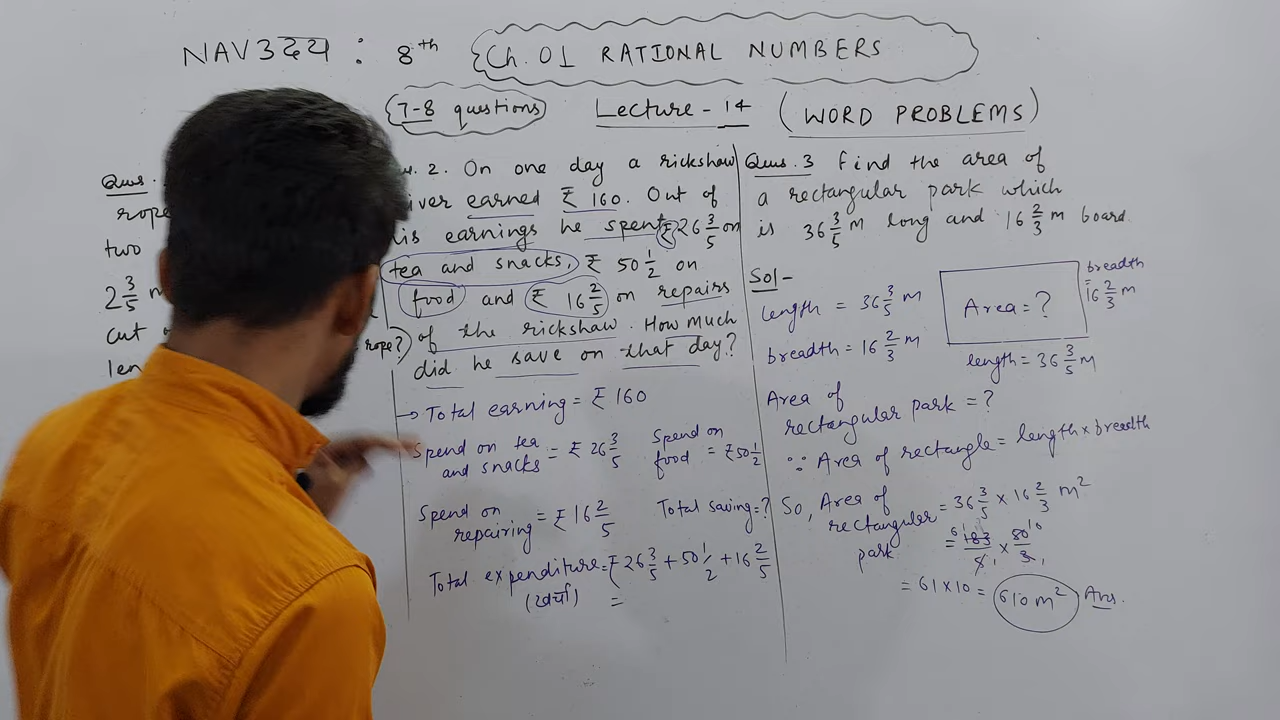 NAV3देश : 8th Ch. 01 RATIONAL NUMBERS
7-8 questions Lecture - 14 (WORD PROBLEMS)
Qus.
rope
two
2 3/5 m
cut
len
rope?
2. On one day a rickshaw
iver earned ₹ 160. Out of
his earnings he spent ₹ 26 3/5 on
tea and snacks, ₹ 50 1/2 on
food and ₹ 16 2/5 on repairs
of the rickshaw. How much
did he save on that day?
→ Total earning = ₹ 160
Spend on tea and snacks = ₹ 26 3/5 Spend on food = ₹ 50 1/2
Spend on repairing = ₹ 16 2/5 Total saving = ?
Total expenditure = ₹ 26 3/5 + 50 1/2 + 16 2/5
(खर्चा) =
Qus. 3 Find the area of
a rectangular park which
is 36 3/5 m long and 16 2/3 m board.
Sol-
length = 36 3/5 m
breadth = 16 2/3 m
Area = ?
breadth
= 16 2/3 m
length = 36 3/5 m
Area of
rectangular park = ?
∵ Area of rectangle = length × breadth
So, Area of rectangular park = 36 3/5 × 16 2/3 m²
= 183/5 × 50/3
= 61 × 10 = 610 m² Ans.